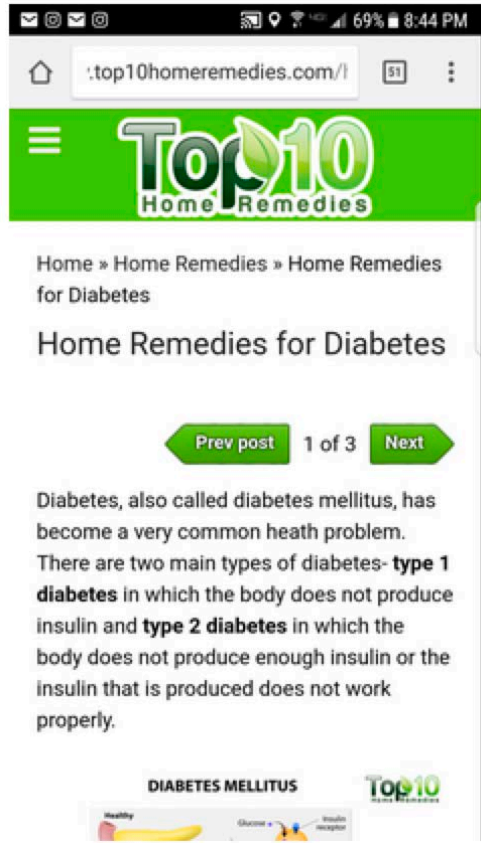 69% 8:44 PM
.top10homeremedies.com/
51
Top10
Home Remedies
Home » Home Remedies » Home Remedies
for Diabetes
Home Remedies for Diabetes
Prev post 1 of 3 Next
Diabetes, also called diabetes mellitus, has
become a very common heath problem.
There are two main types of diabetes- type 1
diabetes in which the body does not produce
insulin and type 2 diabetes in which the
body does not produce enough insulin or the
insulin that is produced does not work
properly.
DIABETES MELLITUS
Top10
Home Remedies
Healthy
Glucose
Insulin
receptor